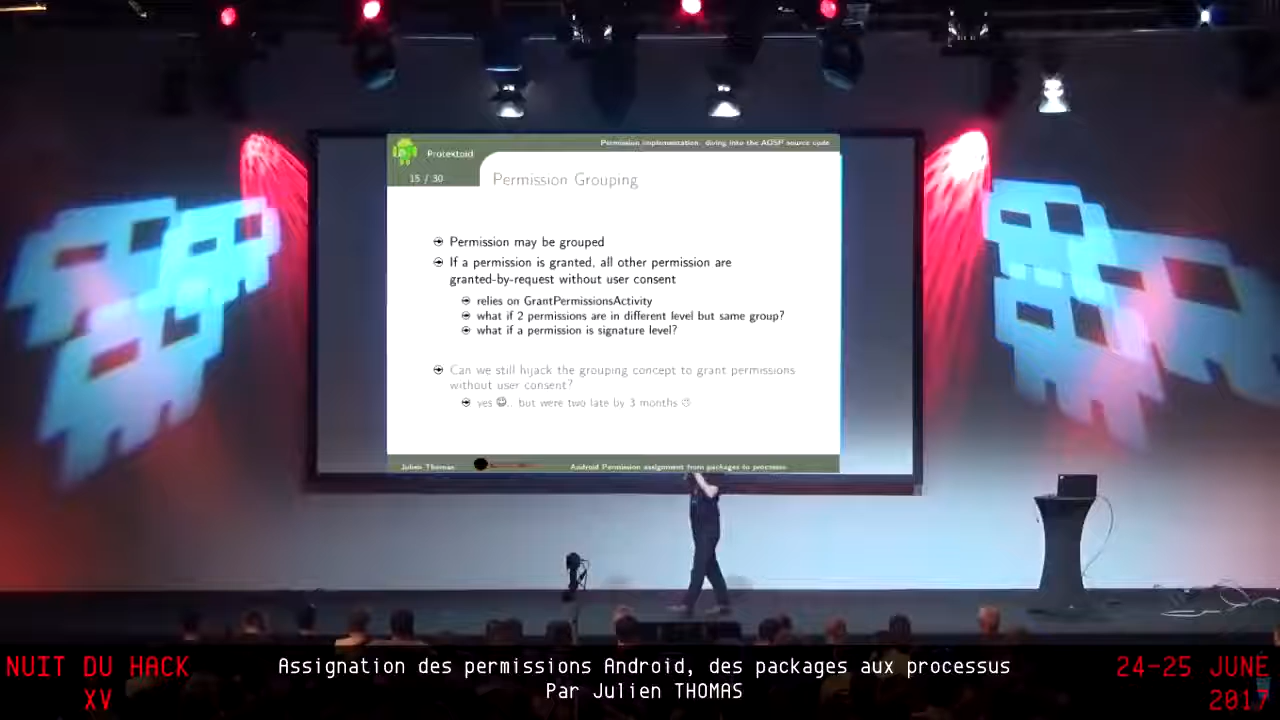 Permission implementation: diving into the AOSP source code
Protextoid
15 / 30
Permission Grouping
Permission may be grouped
If a permission is granted, all other permission are
granted-by-request without user consent
relies on GrantPermissionsActivity
what if 2 permissions are in different level but same group?
what if a permission is signature level?
Can we still hijack the grouping concept to grant permissions
without user consent?
yes ☺.. but were two late by 3 months ☹
Julien Thomas
Android Permission assignment from packages to processs
NUIT DU HACK
XV
Assignation des permissions Android, des packages aux processus
Par Julien THOMAS
24-25 JUNE
2017